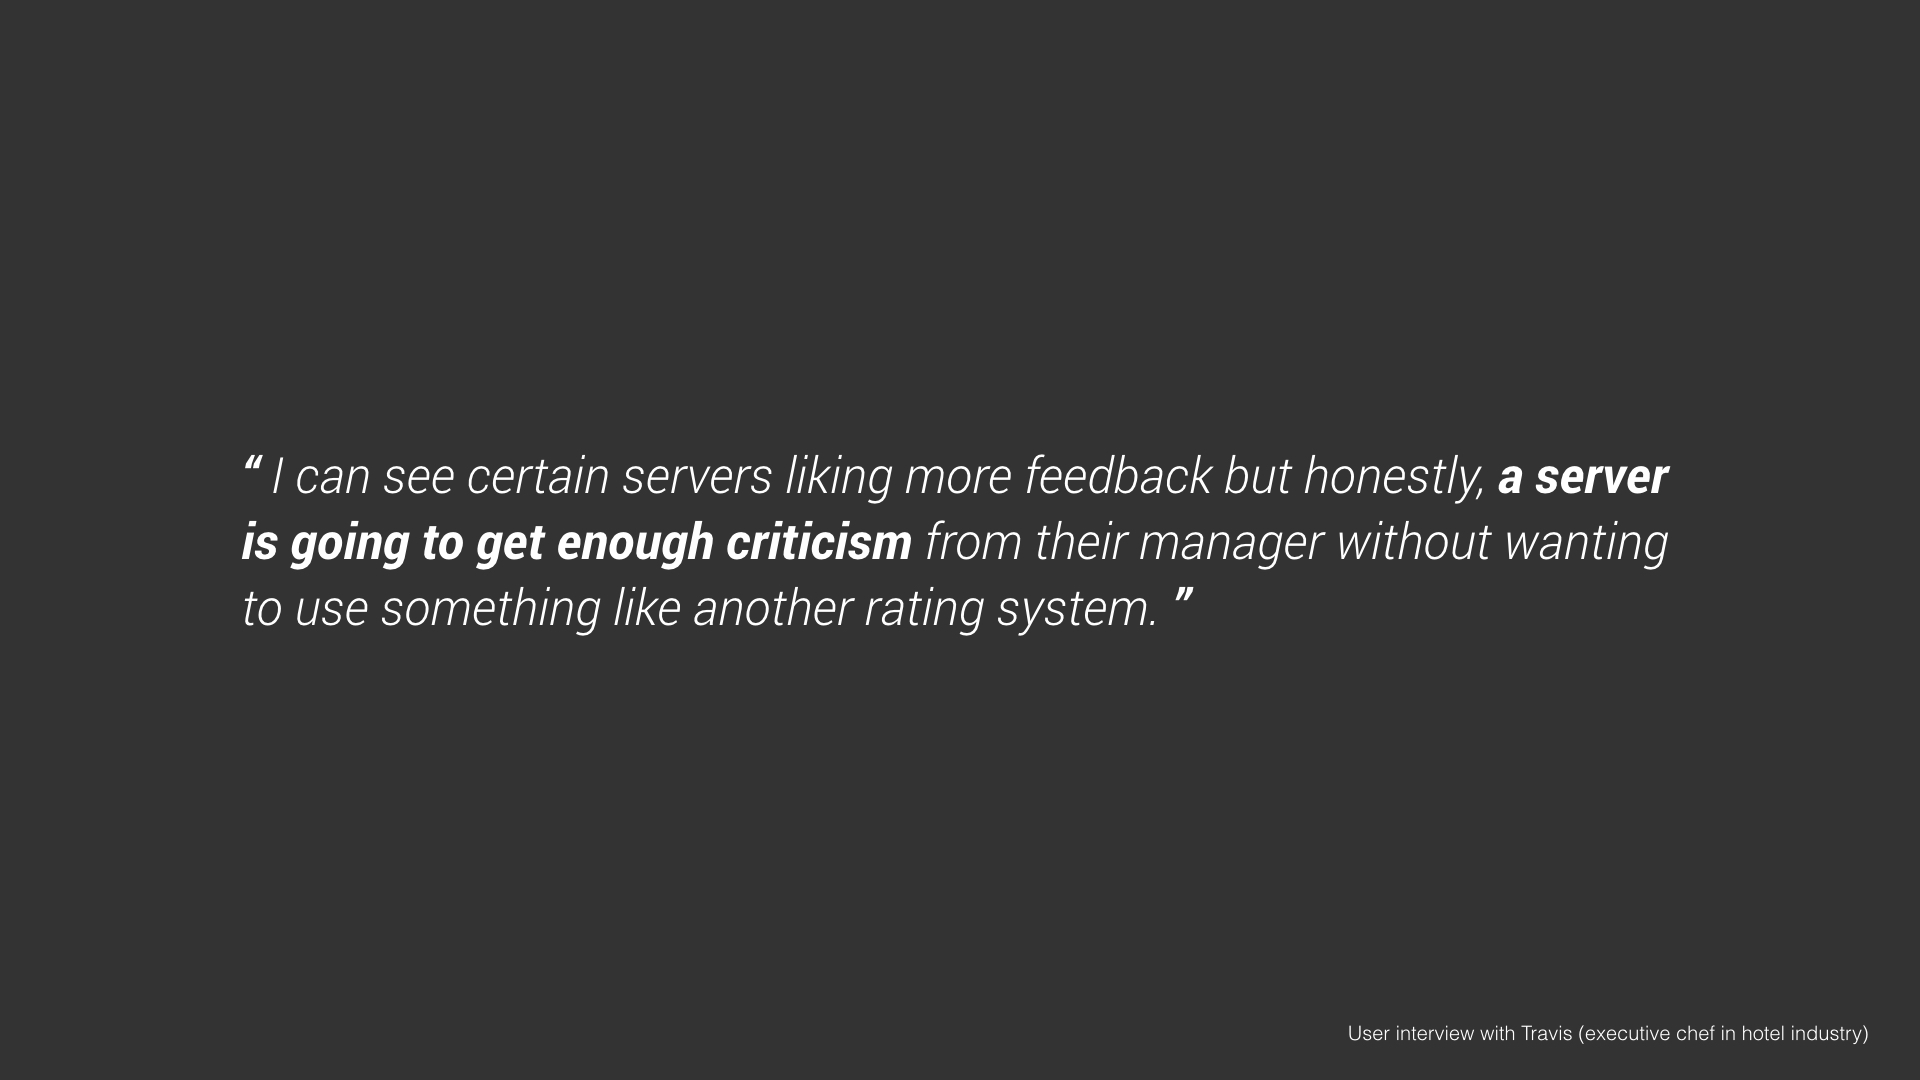 “ I can see certain servers liking more feedback but honestly, a server
is going to get enough criticism from their manager without wanting
to use something like another rating system. ”
User interview with Travis (executive chef in hotel industry)